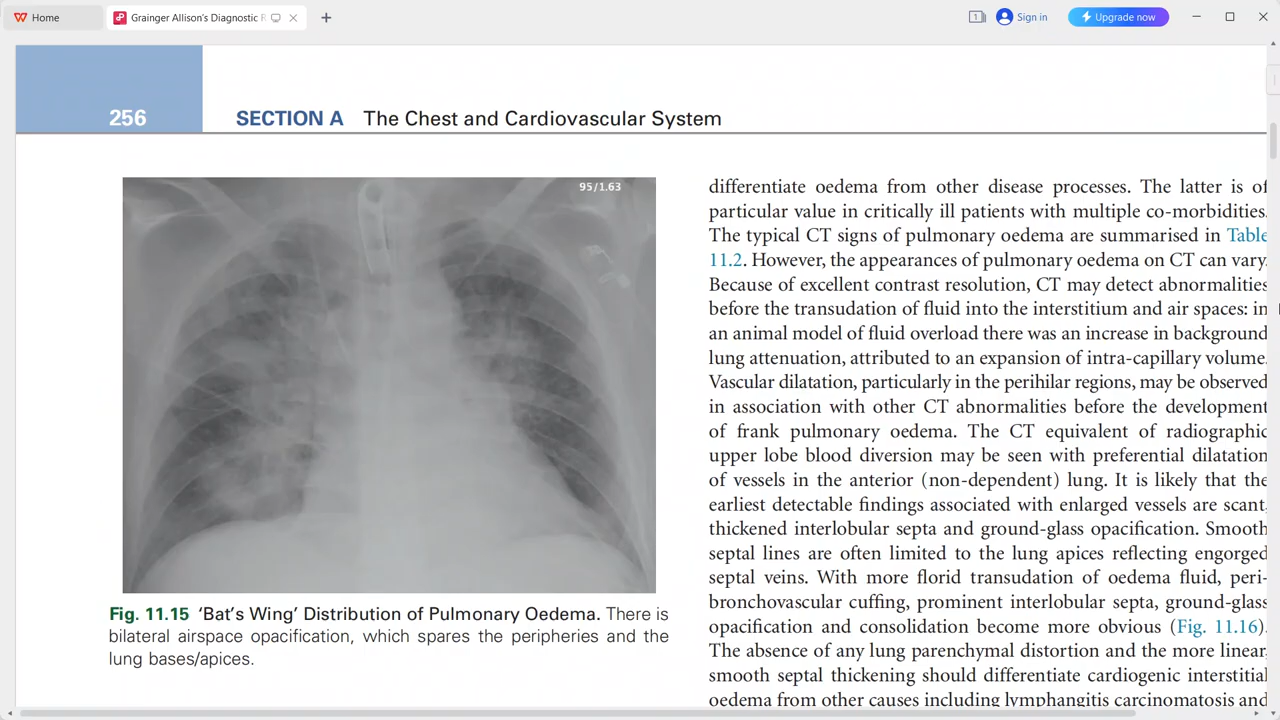 Home
Grainger Allison's Diagnostic R
1
Sign in
Upgrade now
256
SECTION A The Chest and Cardiovascular System
95/1.63
Fig. 11.15 ‘Bat’s Wing’ Distribution of Pulmonary Oedema. There is
bilateral airspace opacification, which spares the peripheries and the
lung bases/apices.
differentiate oedema from other disease processes. The latter is of
particular value in critically ill patients with multiple co-morbidities.
The typical CT signs of pulmonary oedema are summarised in Table
11.2. However, the appearances of pulmonary oedema on CT can vary.
Because of excellent contrast resolution, CT may detect abnormalities
before the transudation of fluid into the interstitium and air spaces: in
an animal model of fluid overload there was an increase in background
lung attenuation, attributed to an expansion of intra-capillary volume.
Vascular dilatation, particularly in the perihilar regions, may be observed
in association with other CT abnormalities before the development
of frank pulmonary oedema. The CT equivalent of radiographic
upper lobe blood diversion may be seen with preferential dilatation
of vessels in the anterior (non-dependent) lung. It is likely that the
earliest detectable findings associated with enlarged vessels are scant,
thickened interlobular septa and ground-glass opacification. Smooth
septal lines are often limited to the lung apices reflecting engorged
septal veins. With more florid transudation of oedema fluid, peri-
bronchovascular cuffing, prominent interlobular septa, ground-glass
opacification and consolidation become more obvious (Fig. 11.16).
The absence of any lung parenchymal distortion and the more linear,
smooth septal thickening should differentiate cardiogenic interstitial
oedema from other causes including lymphangitis carcinomatosis and